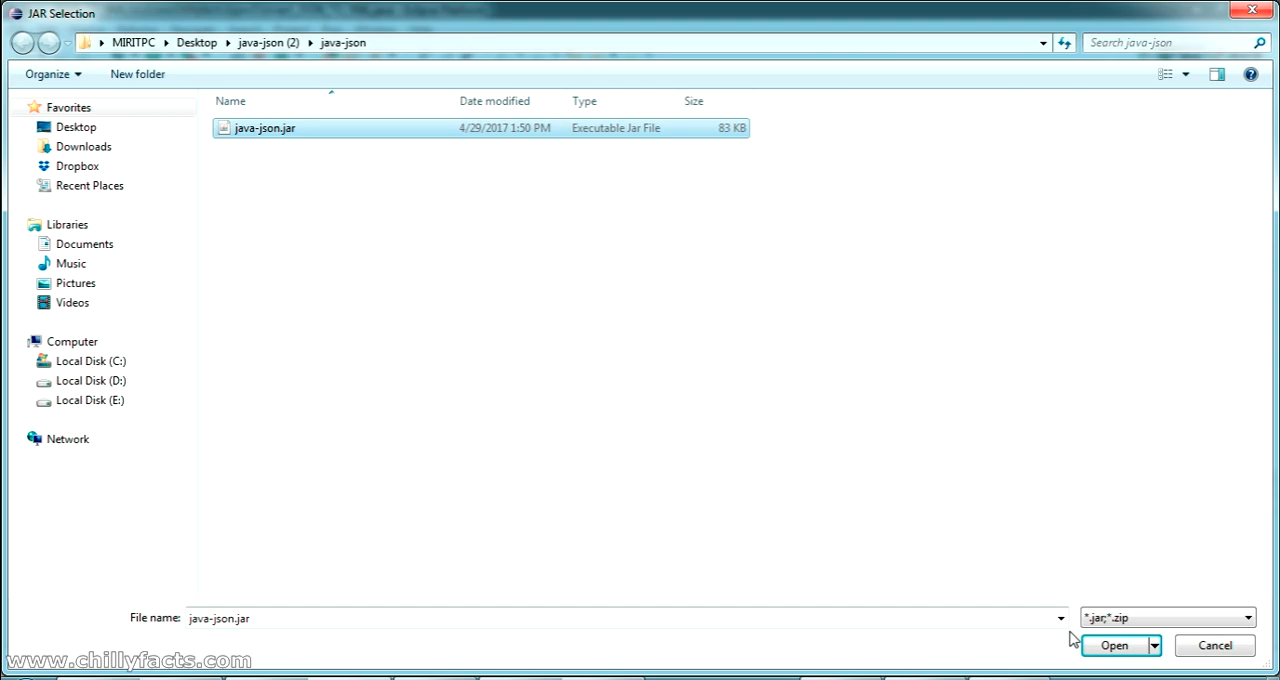 JAR Selection
MIRITPC Desktop java-json (2) java-json
Search java-json
Organize New folder
Name Date modified Type Size
java-json.jar 4/29/2017 1:50 PM Executable Jar File 83 KB
Favorites
Desktop
Downloads
Dropbox
Recent Places
Libraries
Documents
Music
Pictures
Videos
Computer
Local Disk (C:)
Local Disk (D:)
Local Disk (E:)
Network
File name: java-json.jar *.jar;*.zip
Open Cancel
www.chillyfacts.com